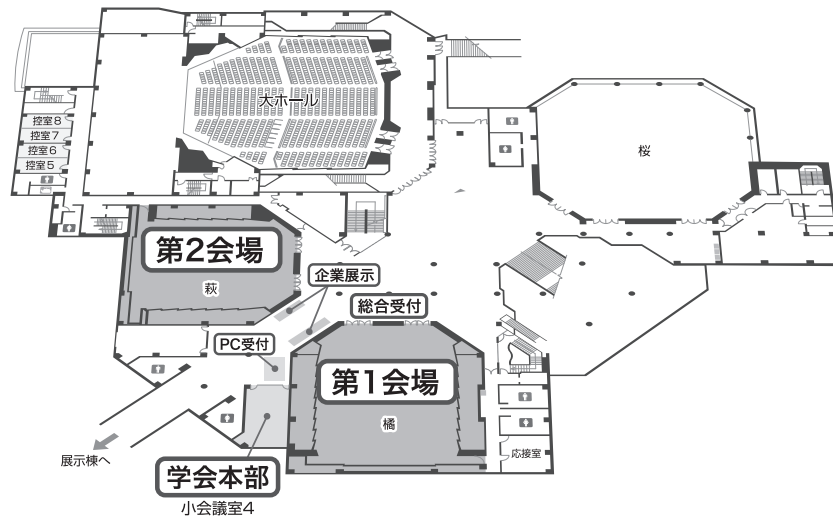 大ホール
控室8
控室7
控室6
控室5
桜
第2会場
萩
企業展示
総合受付
PC受付
第1会場
橘
応接室
展示棟へ
学会本部
小会議室4